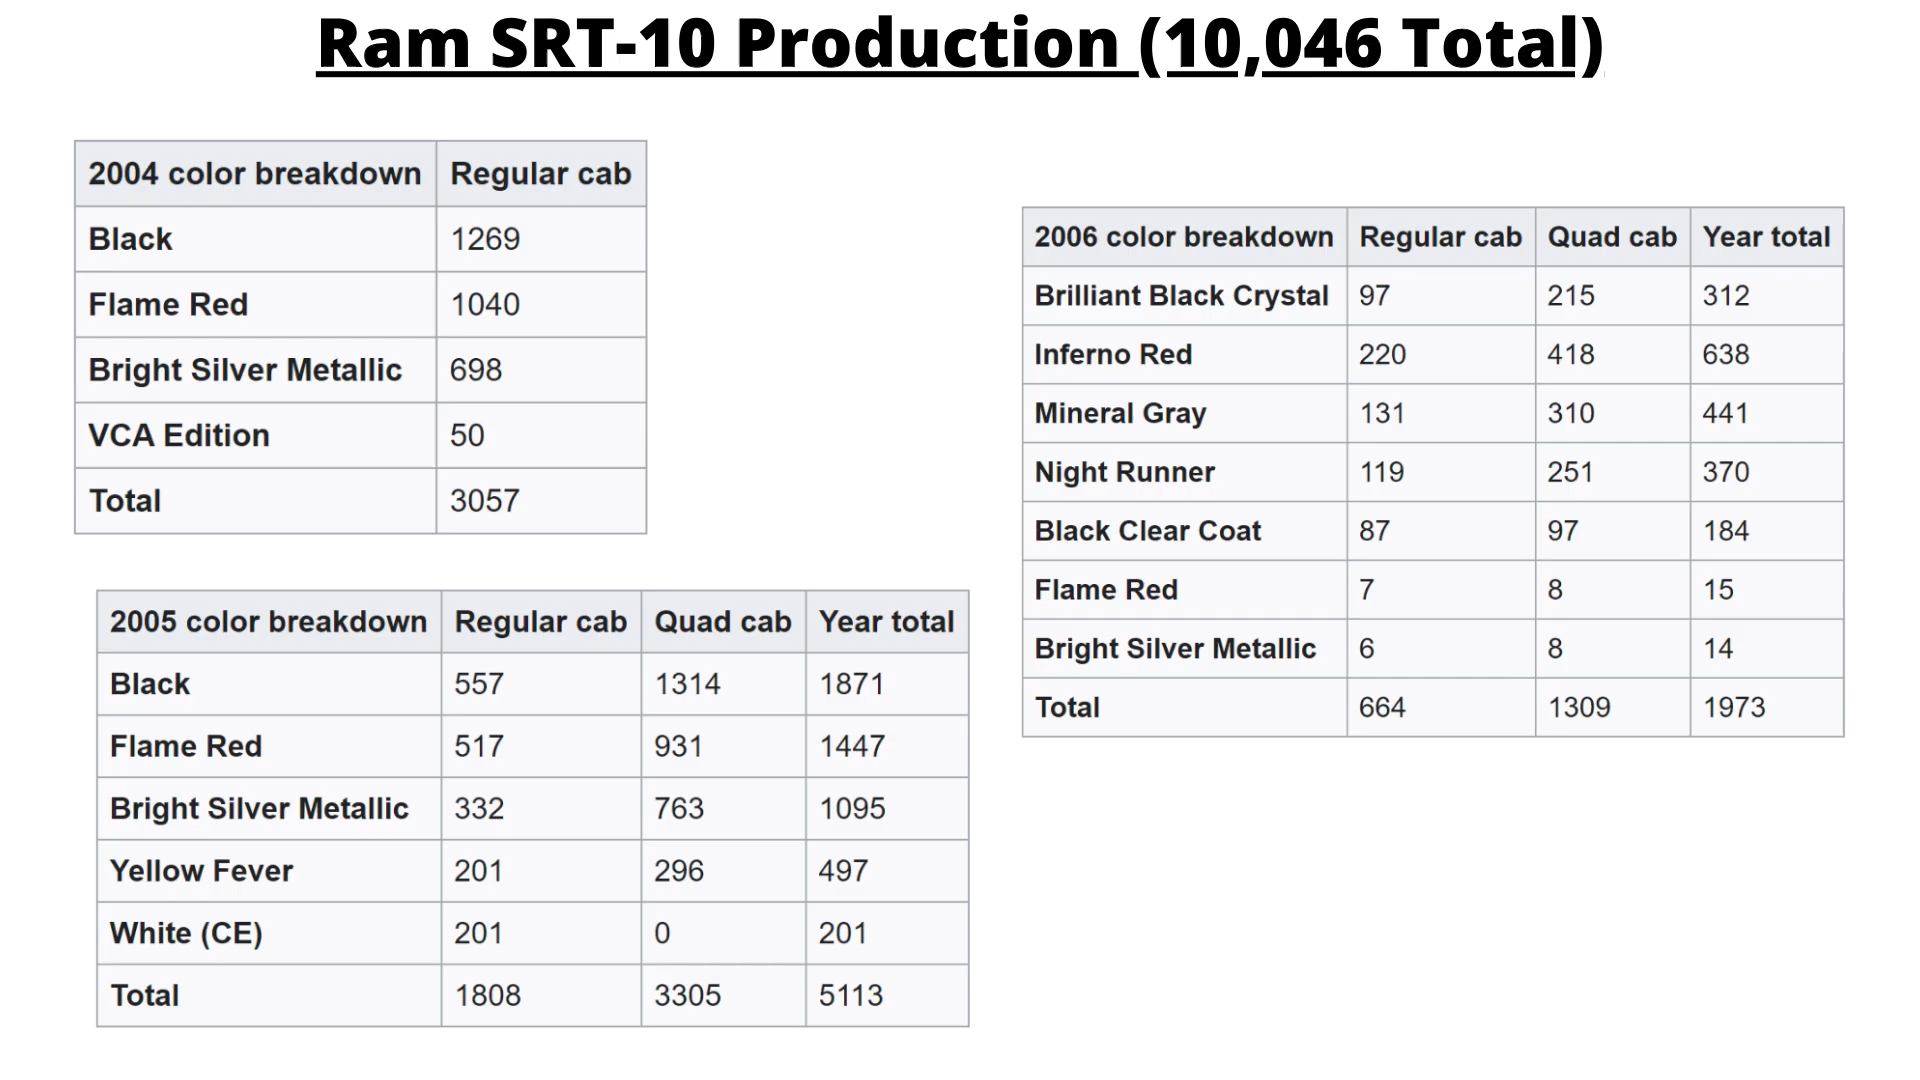 Ram SRT-10 Production (10,046 Total)
2004 color breakdown Regular cab
Black 1269
Flame Red 1040
Bright Silver Metallic 698
VCA Edition 50
Total 3057
2005 color breakdown Regular cab Quad cab Year total
Black 557 1314 1871
Flame Red 517 931 1447
Bright Silver Metallic 332 763 1095
Yellow Fever 201 296 497
White (CE) 201 0 201
Total 1808 3305 5113
2006 color breakdown Regular cab Quad cab Year total
Brilliant Black Crystal 97 215 312
Inferno Red 220 418 638
Mineral Gray 131 310 441
Night Runner 119 251 370
Black Clear Coat 87 97 184
Flame Red 7 8 15
Bright Silver Metallic 6 8 14
Total 664 1309 1973